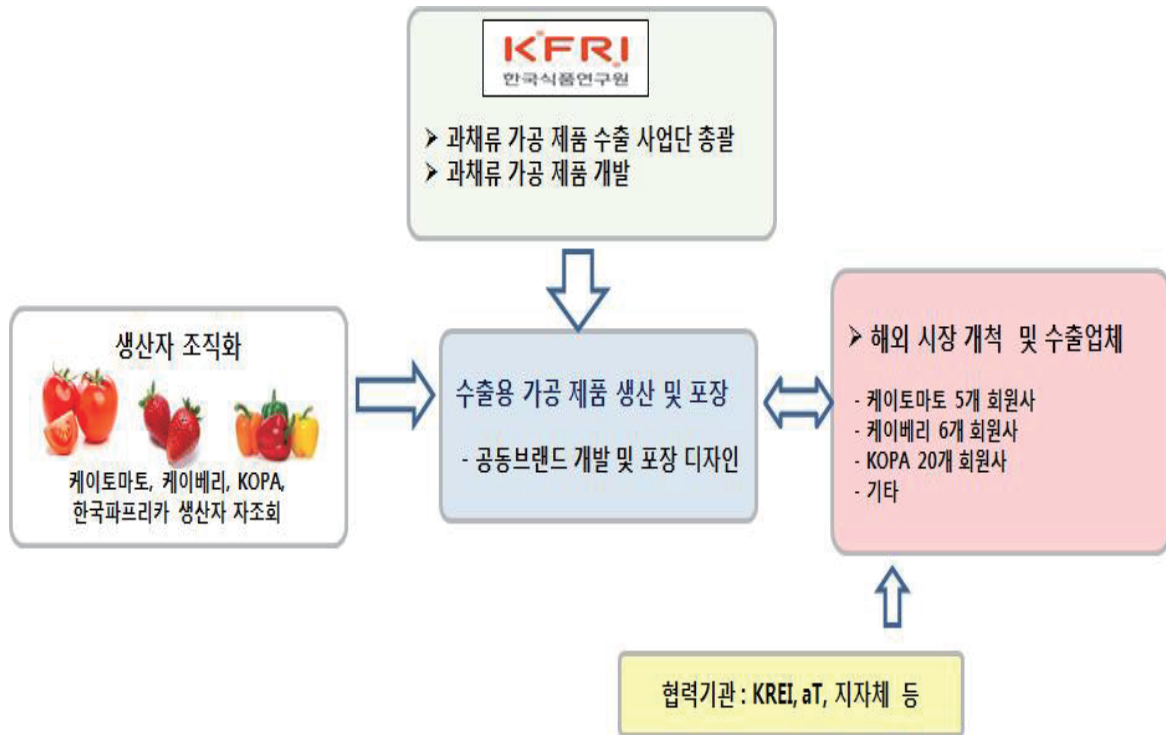 KFRI
한국식품연구원
➤ 과채류 가공 제품 수출 사업단 총괄
➤ 과채류 가공 제품 개발
생산자 조직화
케이토마토, 케이베리, KOPA,
한국파프리카 생산자 자조회
수출용 가공 제품 생산 및 포장
- 공동브랜드 개발 및 포장 디자인
➤ 해외 시장 개척 및 수출업체
- 케이토마토 5개 회원사
- 케이베리 6개 회원사
- KOPA 20개 회원사
- 기타
협력기관 : KREI, aT, 지자체 등